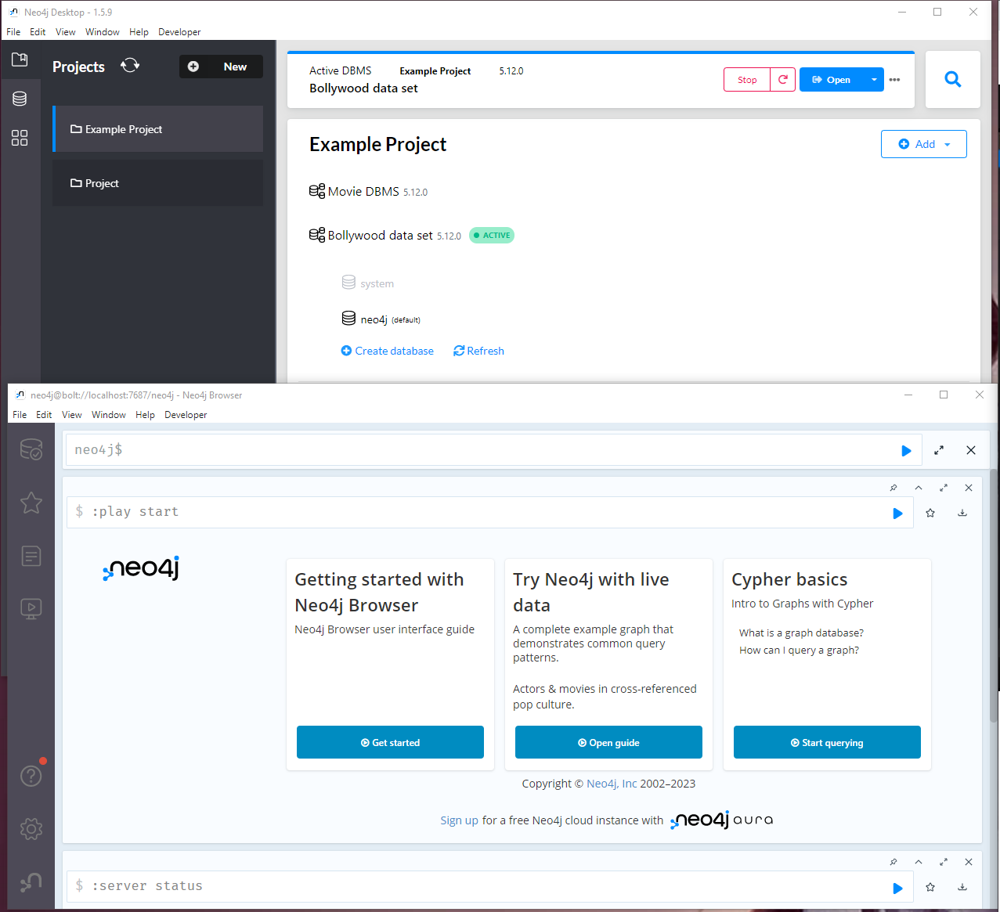 Neo4j Desktop - 1.5.9
File Edit View Window Help Developer
Projects
New
Example Project
Project
Active DBMS Example Project 5.12.0
Bollywood data set
Stop
Open
Example Project
Add
Movie DBMS 5.12.0
Bollywood data set 5.12.0 ACTIVE
system
neo4j (default)
Create database Refresh
neo4j@bolt://localhost:7687/neo4j - Neo4j Browser
File Edit View Window Help Developer
neo4j$
$ :play start
neo4j
Getting started with
Neo4j Browser
Neo4j Browser user interface guide
Get started
Try Neo4j with live
data
A complete example graph that
demonstrates common query
patterns.
Actors & movies in cross-referenced
pop culture.
Open guide
Cypher basics
Intro to Graphs with Cypher
What is a graph database?
How can I query a graph?
Start querying
Copyright © Neo4j, Inc 2002–2023
Sign up for a free Neo4j cloud instance with neo4j aura
$ :server status